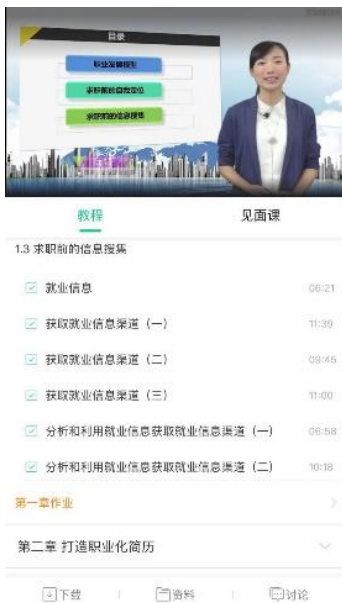 目录
职业发展模型
求职前的自我定位
求职前的信息搜集
教程
见面课
1.3 求职前的信息搜集
就业信息
06:21
获取就业信息渠道（一）
11:39
获取就业信息渠道（二）
09:45
获取就业信息渠道（三）
11:00
分析和利用就业信息获取就业信息渠道（一）
06:58
分析和利用就业信息获取就业信息渠道（二）
10:18
第一章作业
第二章 打造职业化简历
下载
资料
讨论